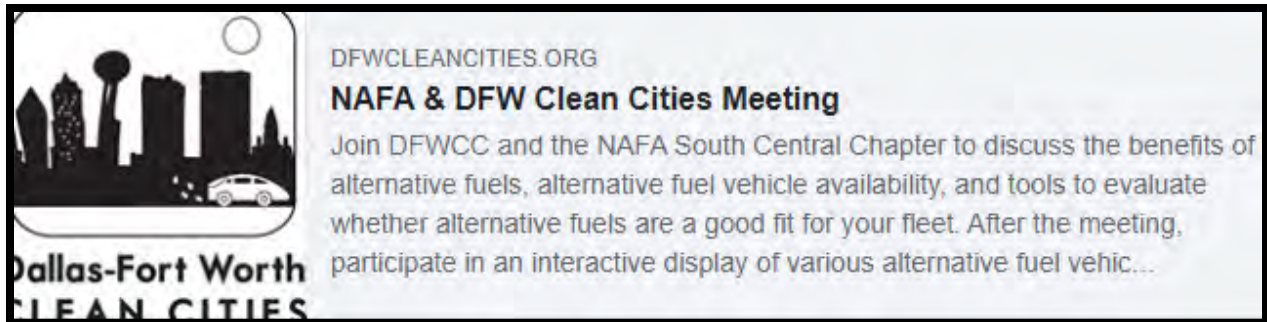 DFWCLEANCITIES.ORG
NAFA & DFW Clean Cities Meeting
Join DFWCC and the NAFA South Central Chapter to discuss the benefits of
alternative fuels, alternative fuel vehicle availability, and tools to evaluate
whether alternative fuels are a good fit for your fleet. After the meeting,
participate in an interactive display of various alternative fuel vehic...
Dallas-Fort Worth
CLEAN CITIES